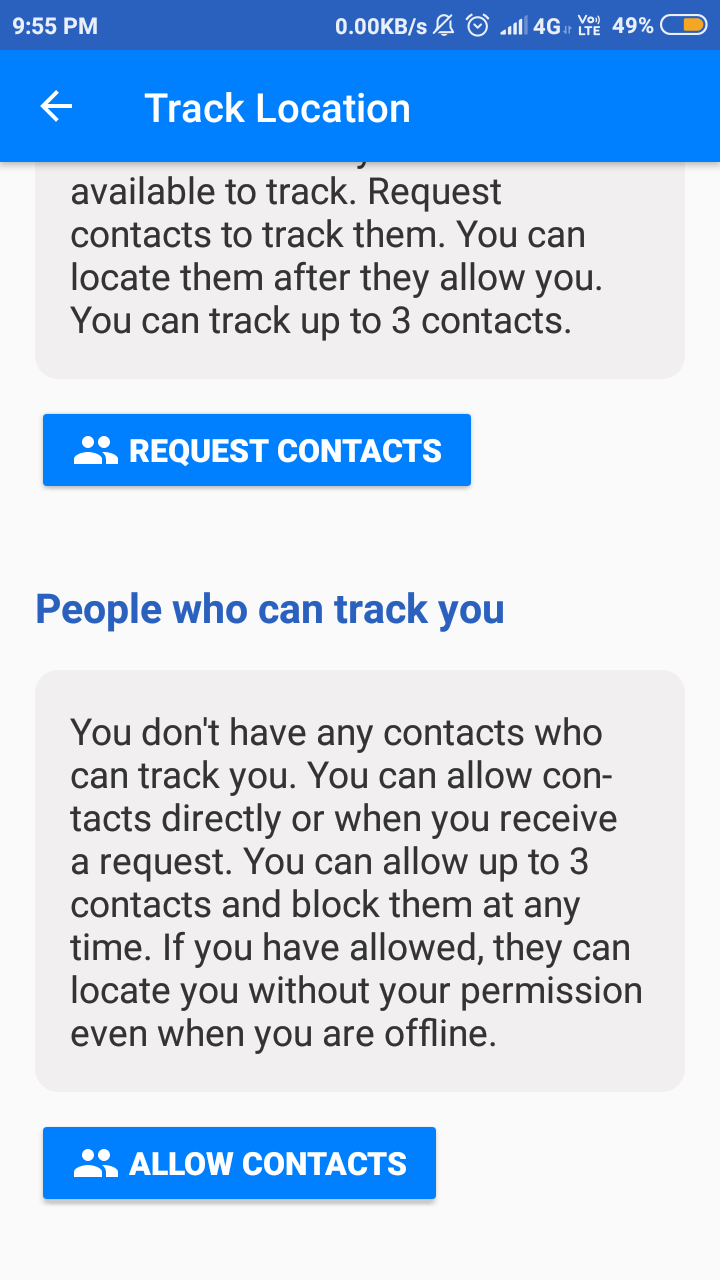 9:55 PM 0.00KB/s 4G VoLTE 49%
Track Location
available to track. Request
contacts to track them. You can
locate them after they allow you.
You can track up to 3 contacts.
REQUEST CONTACTS
People who can track you
You don't have any contacts who
can track you. You can allow con-
tacts directly or when you receive
a request. You can allow up to 3
contacts and block them at any
time. If you have allowed, they can
locate you without your permission
even when you are offline.
ALLOW CONTACTS